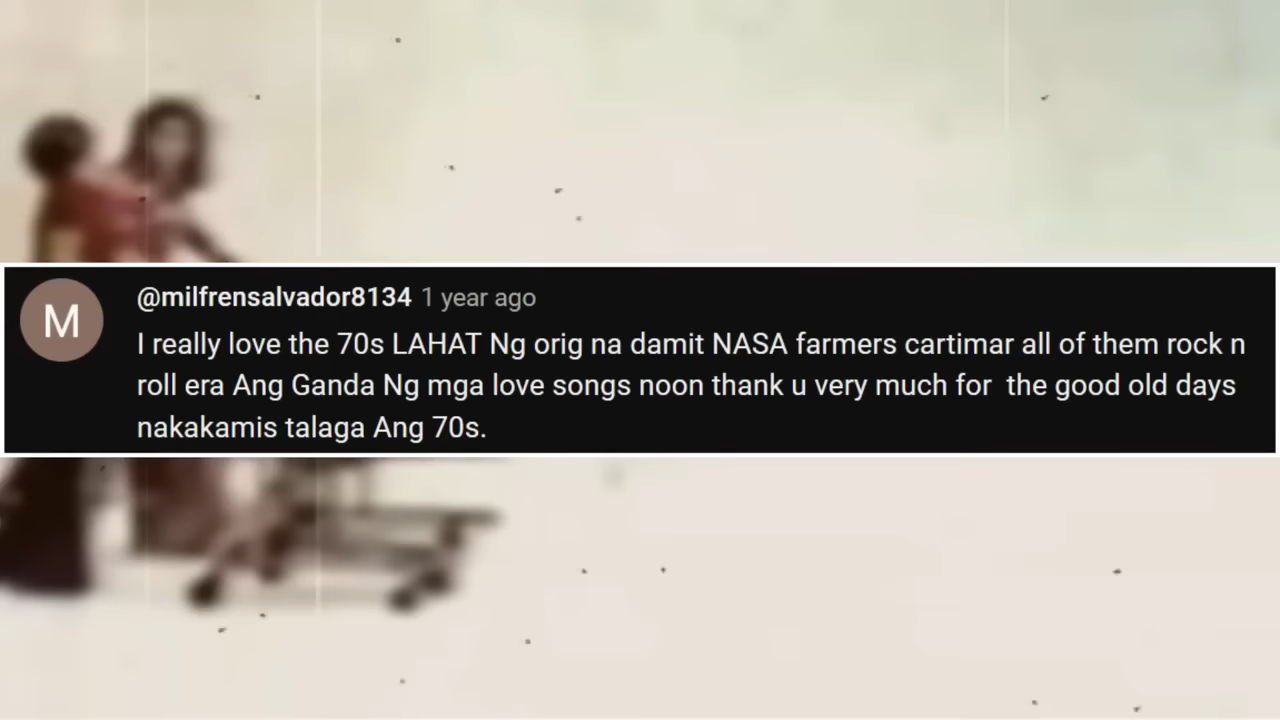 M
@milfrensalvador8134 1 year ago
I really love the 70s LAHAT Ng orig na damit NASA farmers cartimar all of them rock n
roll era Ang Ganda Ng mga love songs noon thank u very much for  the good old days
nakakamis talaga Ang 70s.